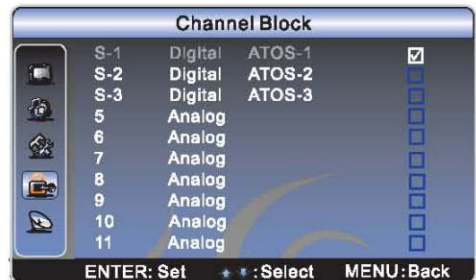 Channel Block
S-1 Digital ATOS-1
S-2 Digital ATOS-2
S-3 Digital ATOS-3
5 Analog
6 Analog
7 Analog
8 Analog
9 Analog
10 Analog
11 Analog
ENTER: Set :Select MENU: Back